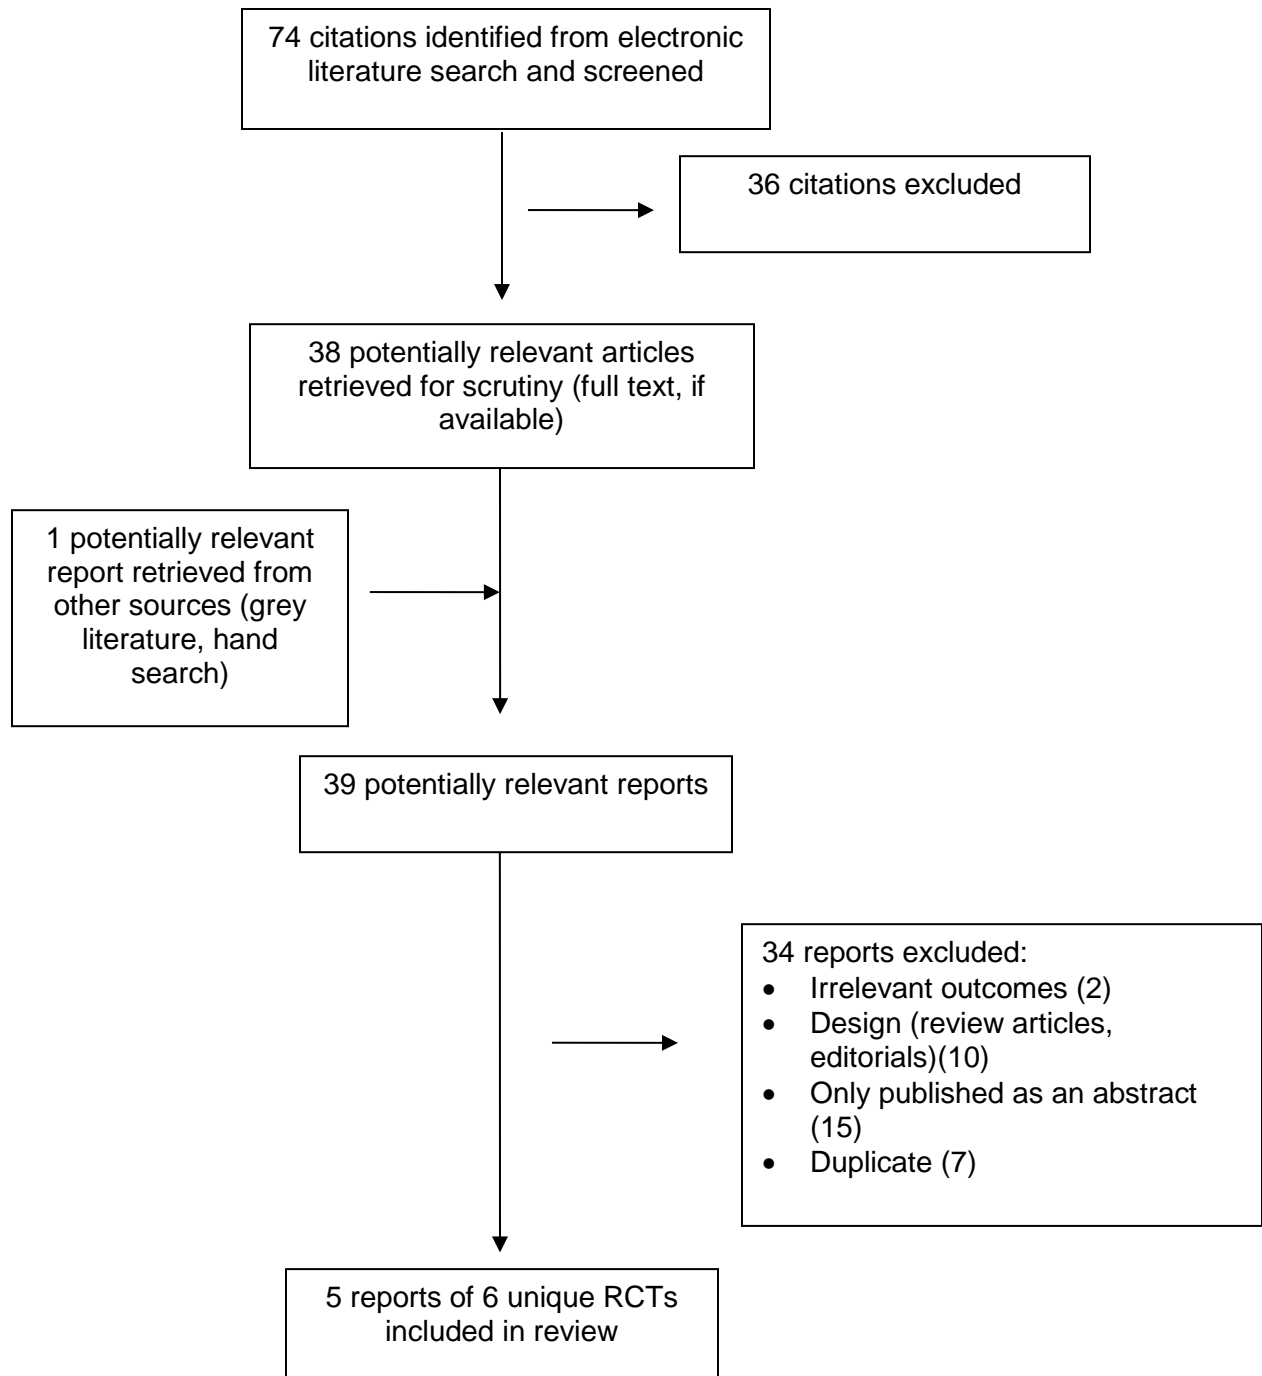 74 citations identified from electronic
literature search and screened
36 citations excluded
38 potentially relevant articles
retrieved for scrutiny (full text, if
available)
1 potentially relevant
report retrieved from
other sources (grey
literature, hand
search)
39 potentially relevant reports
34 reports excluded:
• Irrelevant outcomes (2)
• Design (review articles,
editorials)(10)
• Only published as an abstract
(15)
• Duplicate (7)
5 reports of 6 unique RCTs
included in review